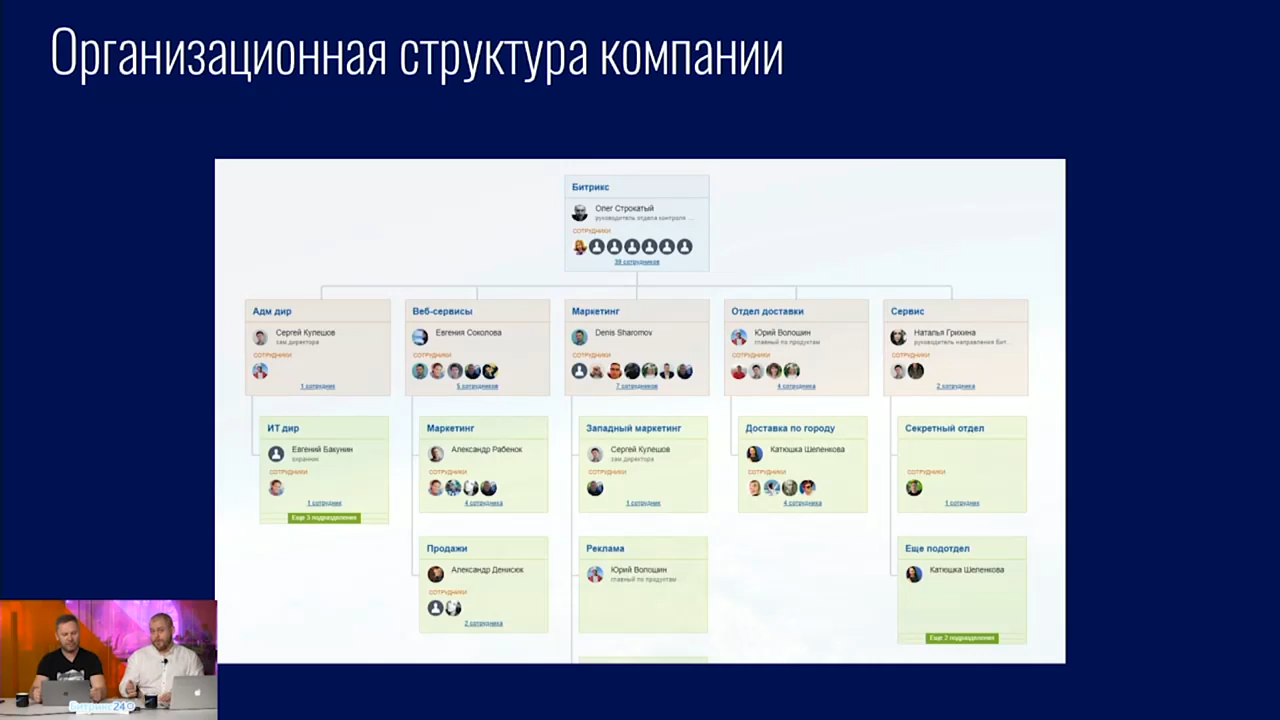 Организационная структура компании
Битрикс
Олег Строкатый
руководитель отдела контроля ...
СОТРУДНИКИ
39 сотрудников
Адм дир
Сергей Кулешов
зам директора
СОТРУДНИКИ
1 сотрудник
Веб-сервисы
Евгения Соколова
СОТРУДНИКИ
5 сотрудников
Маркетинг
Denis Sharomov
СОТРУДНИКИ
7 сотрудников
Отдел доставки
Юрий Волошин
главный по продуктам
СОТРУДНИКИ
4 сотрудника
Сервис
Наталья Грихина
руководитель направления Бит...
СОТРУДНИКИ
2 сотрудника
ИТ дир
Евгений Бакунин
охранник
СОТРУДНИКИ
1 сотрудник
Еще 3 подразделения
Маркетинг
Александр Рабенок
СОТРУДНИКИ
4 сотрудника
Западный маркетинг
Сергей Кулешов
зам директора
СОТРУДНИКИ
1 сотрудник
Доставка по городу
Катюшка Шеленкова
СОТРУДНИКИ
4 сотрудника
Секретный отдел
СОТРУДНИКИ
1 сотрудник
Продажи
Александр Денисюк
СОТРУДНИКИ
2 сотрудника
Реклама
Юрий Волошин
главный по продуктам
Еще подотдел
Катюшка Шеленкова
Еще 2 подразделения
Битрикс24